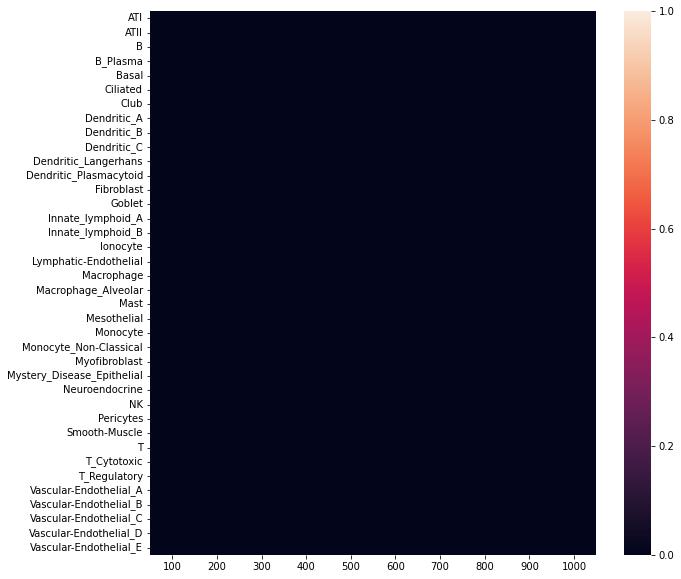 ATI
ATII
B
B_Plasma
Basal
Ciliated
Club
Dendritic_A
Dendritic_B
Dendritic_C
Dendritic_Langerhans
Dendritic_Plasmacytoid
Fibroblast
Goblet
Innate_lymphoid_A
Innate_lymphoid_B
Ionocyte
Lymphatic-Endothelial
Macrophage
Macrophage_Alveolar
Mast
Mesothelial
Monocyte
Monocyte_Non-Classical
Myofibroblast
Mystery_Disease_Epithelial
Neuroendocrine
NK
Pericytes
Smooth-Muscle
T
T_Cytotoxic
T_Regulatory
Vascular-Endothelial_A
Vascular-Endothelial_B
Vascular-Endothelial_C
Vascular-Endothelial_D
Vascular-Endothelial_E
100 200 300 400 500 600 700 800 900 1000
1.0
0.8
0.6
0.4
0.2
0.0